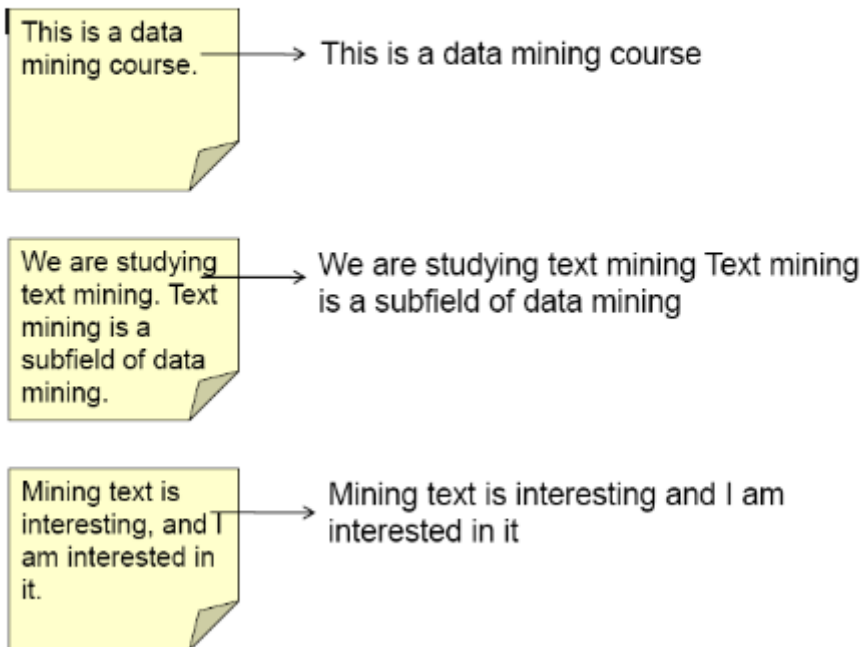 This is a data
mining course.
This is a data mining course
We are studying
text mining. Text
mining is a
subfield of data
mining.
We are studying text mining Text mining
is a subfield of data mining
Mining text is
interesting, and I
am interested in
it.
Mining text is interesting and I am
interested in it